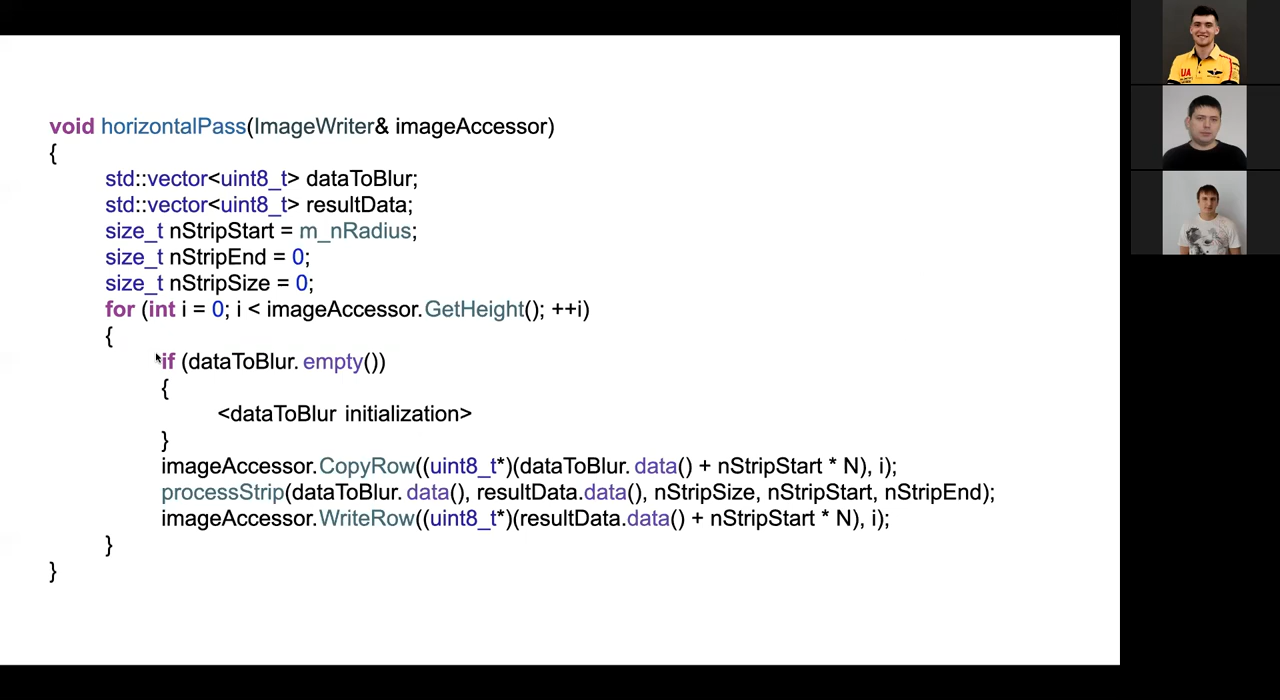 void horizontalPass(ImageWriter& imageAccessor)
{
std::vector<uint8_t> dataToBlur;
std::vector<uint8_t> resultData;
size_t nStripStart = m_nRadius;
size_t nStripEnd = 0;
size_t nStripSize = 0;
for (int i = 0; i < imageAccessor.GetHeight(); ++i)
{
if (dataToBlur. empty())
{
<dataToBlur initialization>
}
imageAccessor.CopyRow((uint8_t*)(dataToBlur. data() + nStripStart * N), i);
processStrip(dataToBlur. data(), resultData.data(), nStripSize, nStripStart, nStripEnd);
imageAccessor.WriteRow((uint8_t*)(resultData.data() + nStripStart * N), i);
}
}
UA